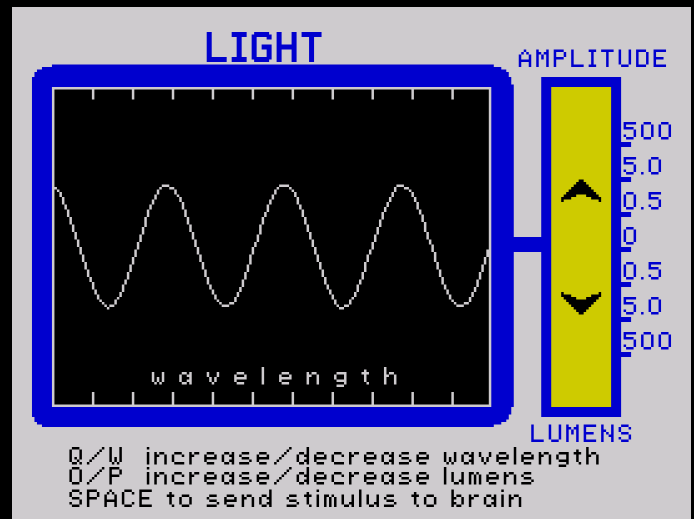 LIGHT
AMPLITUDE
500
5.0
0.5
0
0.5
5.0
500
wavelength
LUMENS
Q/W increase/decrease wavelength
O/P increase/decrease lumens
SPACE to send stimulus to brain